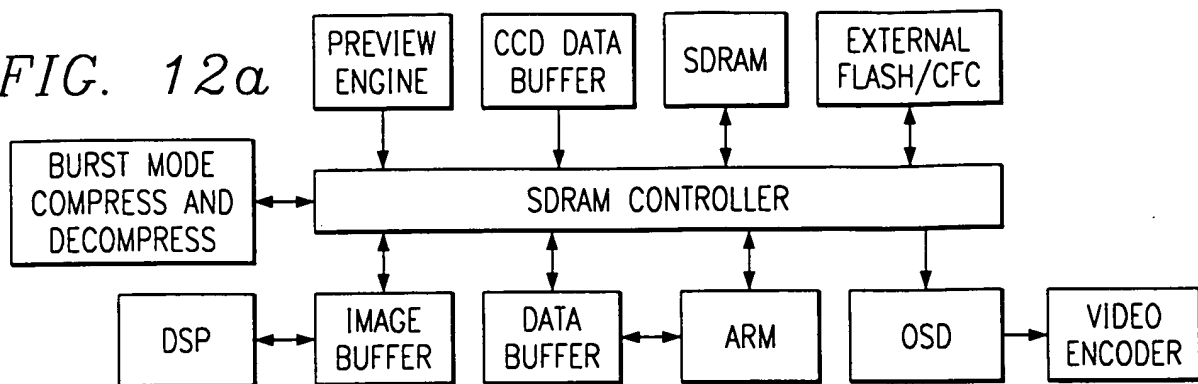 FIG. 12a
PREVIEW
ENGINE
CCD DATA
BUFFER
SDRAM
EXTERNAL
FLASH/CFC
BURST MODE
COMPRESS AND
DECOMPRESS
SDRAM CONTROLLER
DSP
IMAGE
BUFFER
DATA
BUFFER
ARM
OSD
VIDEO
ENCODER